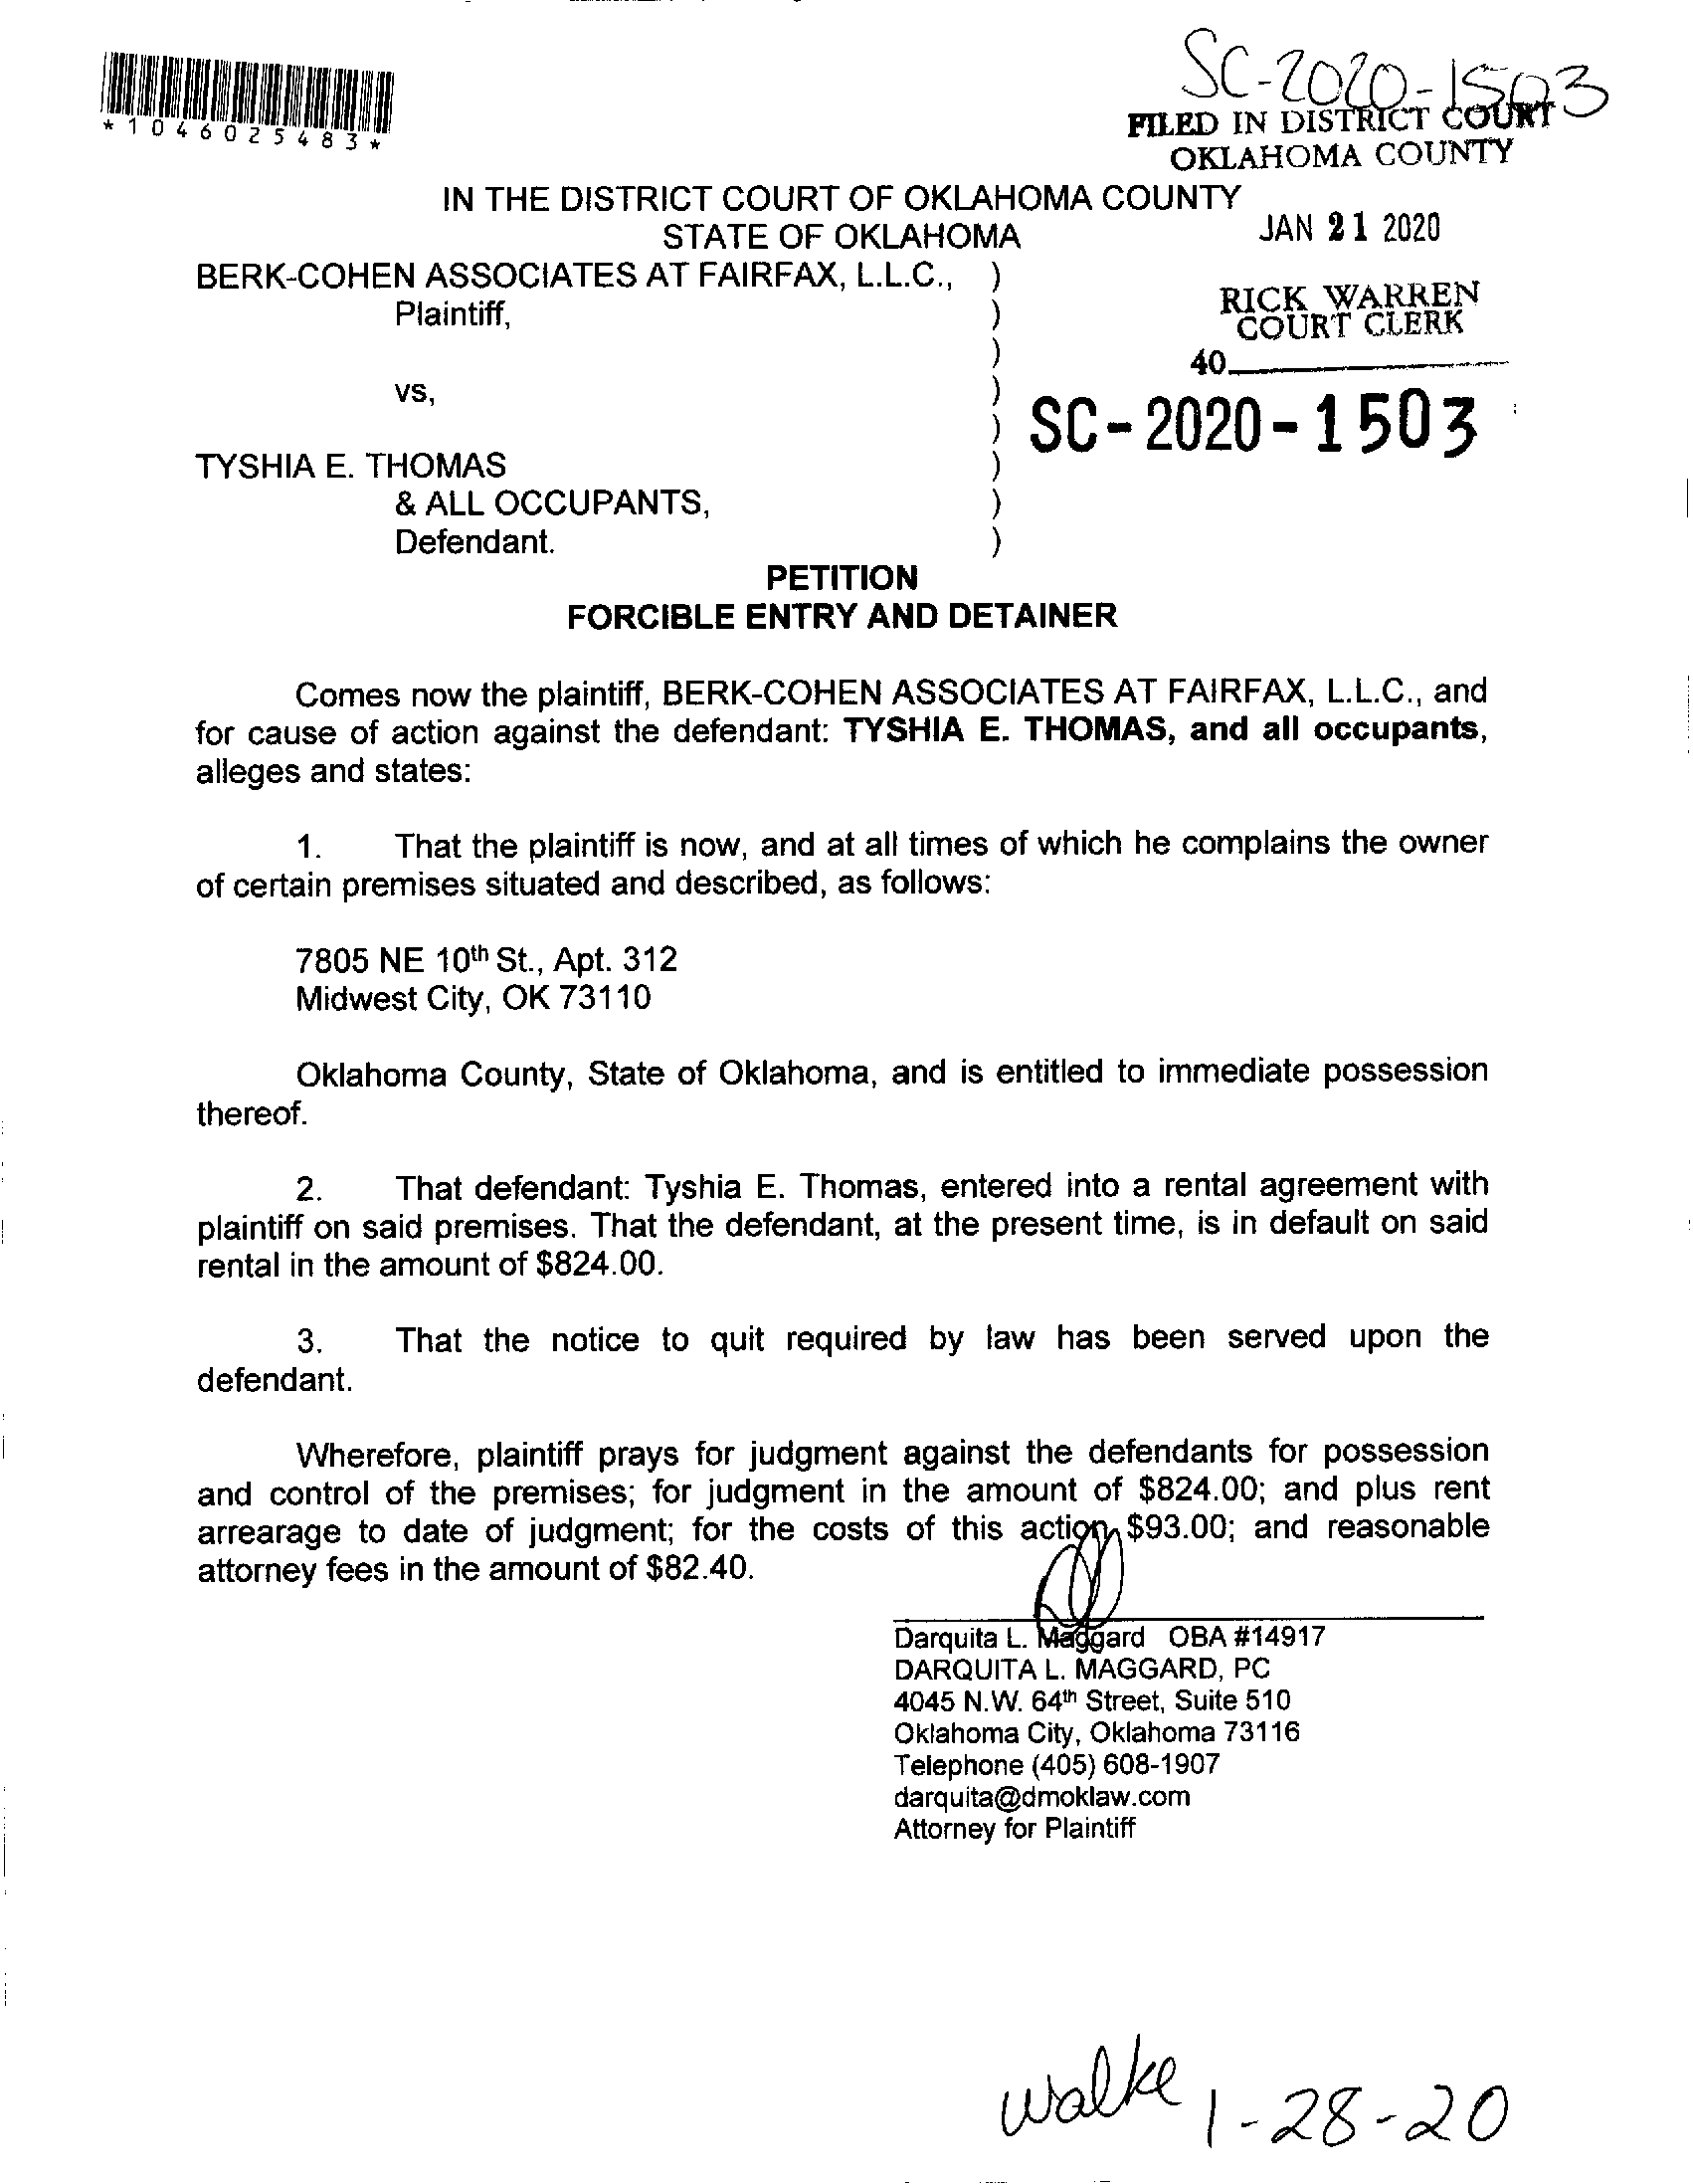 SC-2020-1503
*1046025483*
FILED IN DISTRICT COURT
OKLAHOMA COUNTY
IN THE DISTRICT COURT OF OKLAHOMA COUNTY
STATE OF OKLAHOMA
JAN 21 2020
BERK-COHEN ASSOCIATES AT FAIRFAX, L.L.C., )
Plaintiff, )
RICK WARREN
COURT CLERK
)
40
vs, )
) SC-2020-1503
TYSHIA E. THOMAS )
& ALL OCCUPANTS, )
Defendant. )
PETITION
FORCIBLE ENTRY AND DETAINER
Comes now the plaintiff, BERK-COHEN ASSOCIATES AT FAIRFAX, L.L.C., and
for cause of action against the defendant: TYSHIA E. THOMAS, and all occupants,
alleges and states:
1. That the plaintiff is now, and at all times of which he complains the owner
of certain premises situated and described, as follows:
7805 NE 10th St., Apt. 312
Midwest City, OK 73110
Oklahoma County, State of Oklahoma, and is entitled to immediate possession
thereof.
2. That defendant: Tyshia E. Thomas, entered into a rental agreement with
plaintiff on said premises. That the defendant, at the present time, is in default on said
rental in the amount of $824.00.
3. That the notice to quit required by law has been served upon the
defendant.
Wherefore, plaintiff prays for judgment against the defendants for possession
and control of the premises; for judgment in the amount of $824.00; and plus rent
arrearage to date of judgment; for the costs of this action, $93.00; and reasonable
attorney fees in the amount of $82.40.
Darquita L. Maggard OBA #14917
DARQUITA L. MAGGARD, PC
4045 N.W. 64th Street, Suite 510
Oklahoma City, Oklahoma 73116
Telephone (405) 608-1907
darquita@dmoklaw.com
Attorney for Plaintiff
walke 1-28-20